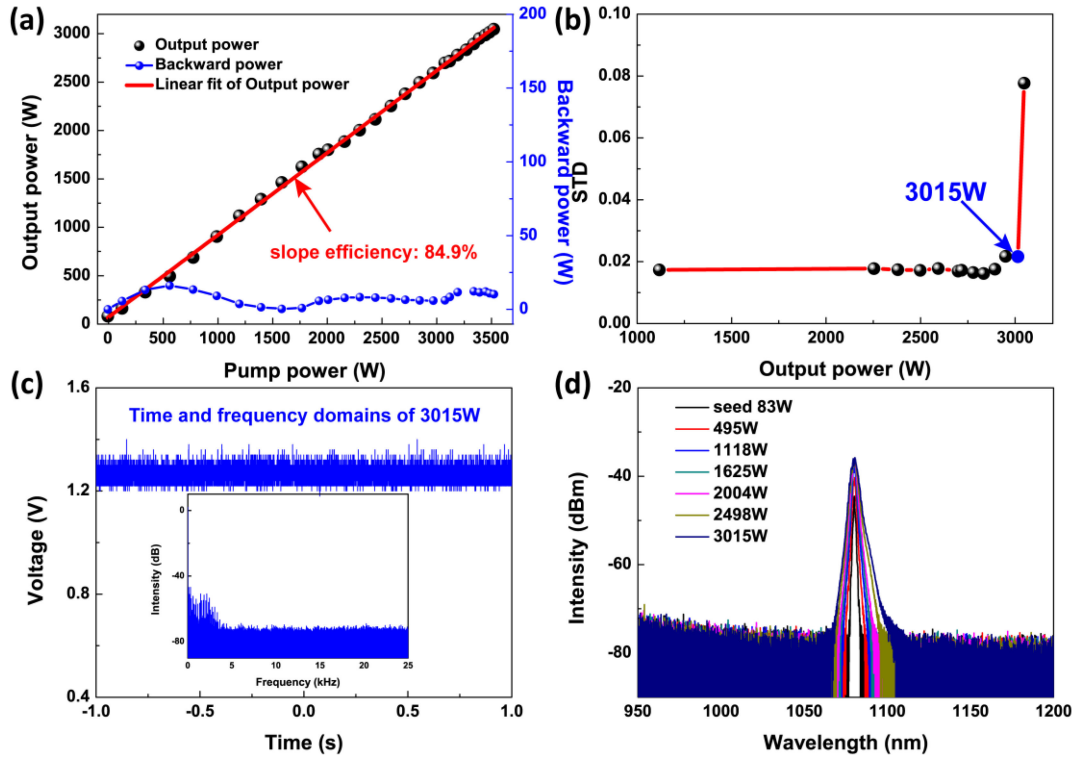 (a)
Output power
Backward power
Linear fit of Output power
slope efficiency: 84.9%
3000
2500
2000
1500
1000
500
0
Output power (W)
0 500 1000 1500 2000 2500 3000 3500
Pump power (W)
200
150
100
50
0
Backward power (W)
(b)
0.10
0.08
0.06
0.04
0.02
0.00
STD
3015W
1000 1500 2000 2500 3000
Output power (W)
(c)
Time and frequency domains of 3015W
1.6
1.2
0.8
0.4
Voltage (V)
0
-40
-80
Intensity (dB)
0 5 10 15 20 25
Frequency (kHz)
-1.0 -0.5 0.0 0.5 1.0
Time (s)
(d)
seed 83W
495W
1118W
1625W
2004W
2498W
3015W
-20
-40
-60
-80
Intensity (dBm)
950 1000 1050 1100 1150 1200
Wavelength (nm)